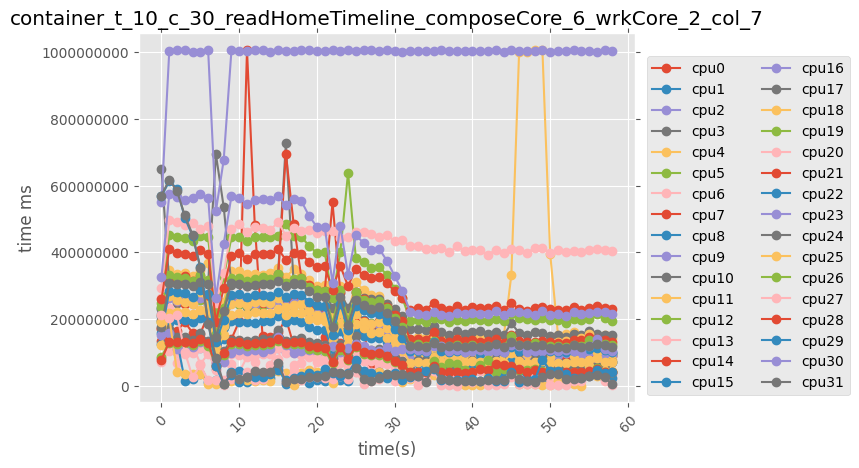 container_t_10_c_30_readHomeTimeline_composeCore_6_wrkCore_2_col_7
1000000000
800000000
600000000
400000000
200000000
0
time ms
0 10 20 30 40 50 60
time(s)
cpu0 cpu16
cpu1 cpu17
cpu2 cpu18
cpu3 cpu19
cpu4 cpu20
cpu5 cpu21
cpu6 cpu22
cpu7 cpu23
cpu8 cpu24
cpu9 cpu25
cpu10 cpu26
cpu11 cpu27
cpu12 cpu28
cpu13 cpu29
cpu14 cpu30
cpu15 cpu31